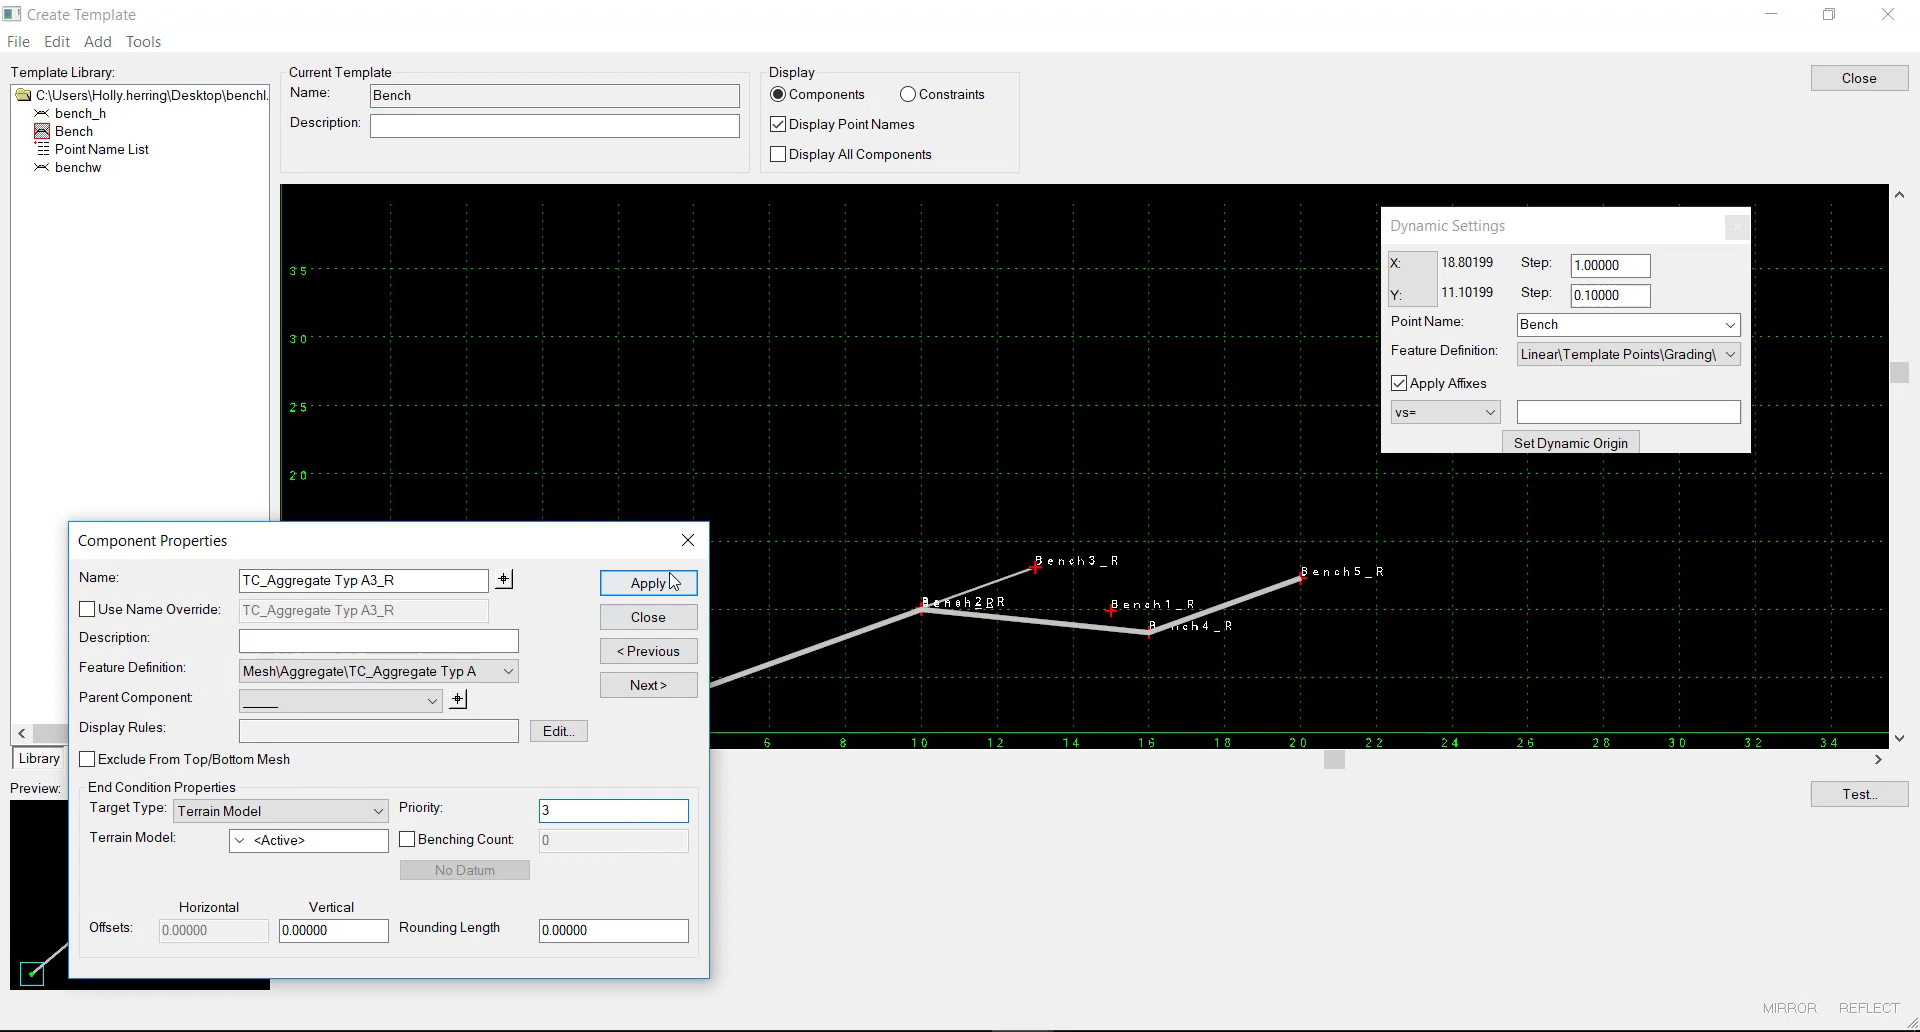 Create Template
File Edit Add Tools
Template Library:
C:\Users\Holly.herring\Desktop\benchl.
bench_h
Bench
Point Name List
benchw
Library
Preview:
Current Template
Name: Bench
Description:
Display
Components Constraints
Display Point Names
Display All Components
Close
35
30
25
20
Bench3_R
Bench5_R
Bench1_R
6 8 10 12 14 16 18 20 22 24 26 28 30 32 34
Dynamic Settings
X: 18.80199 Step: 1.00000
Y: 11.10199 Step: 0.10000
Point Name: Bench
Feature Definition: Linear\Template Points\Grading\
Apply Affixes
vs=
Set Dynamic Origin
Component Properties
Name: TC_Aggregate Typ A3_R Apply
Use Name Override: TC_Aggregate Typ A3_R Close
Description:
< Previous
Feature Definition: Mesh\Aggregate\TC_Aggregate Typ A
Next >
Parent Component:
Display Rules: Edit...
Exclude From Top/Bottom Mesh
End Condition Properties
Target Type: Terrain Model Priority: 3
Terrain Model: <Active> Benching Count: 0
No Datum
Horizontal Vertical
Offsets: 0.00000 0.00000 Rounding Length 0.00000
Test...
MIRROR REFLECT